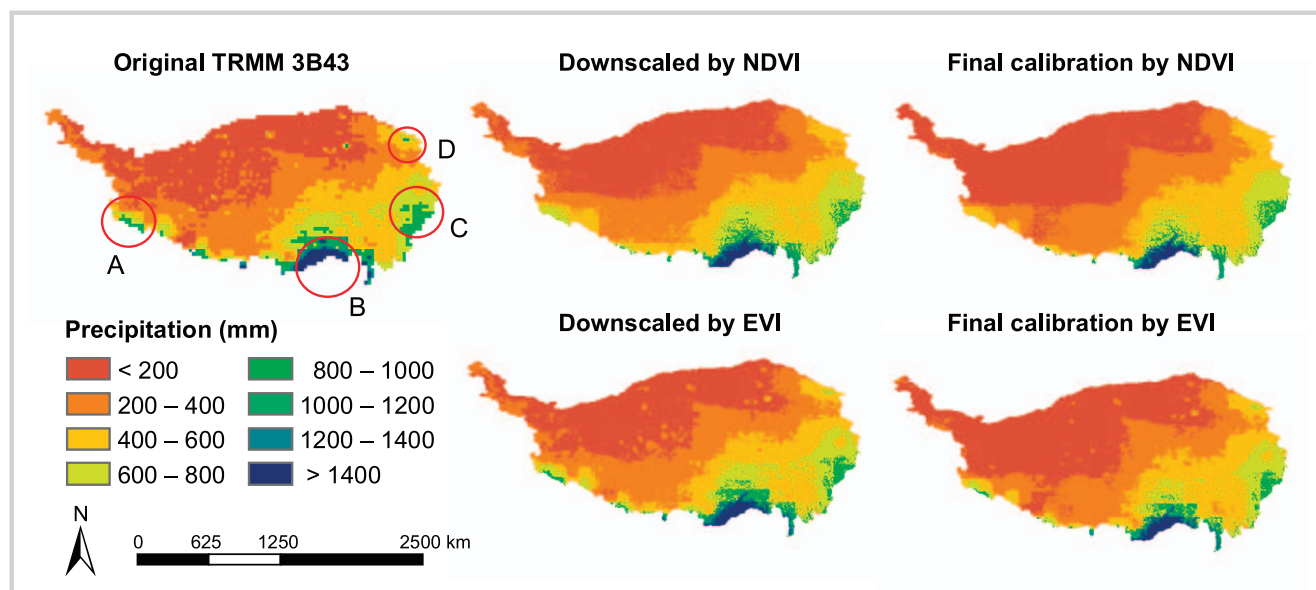 Original TRMM 3B43
Downscaled by NDVI
Final calibration by NDVI
D
C
A
B
Precipitation (mm)
< 200
800 – 1000
200 – 400
1000 – 1200
400 – 600
1200 – 1400
600 – 800
> 1400
N
0 625 1250 2500 km
Downscaled by EVI
Final calibration by EVI